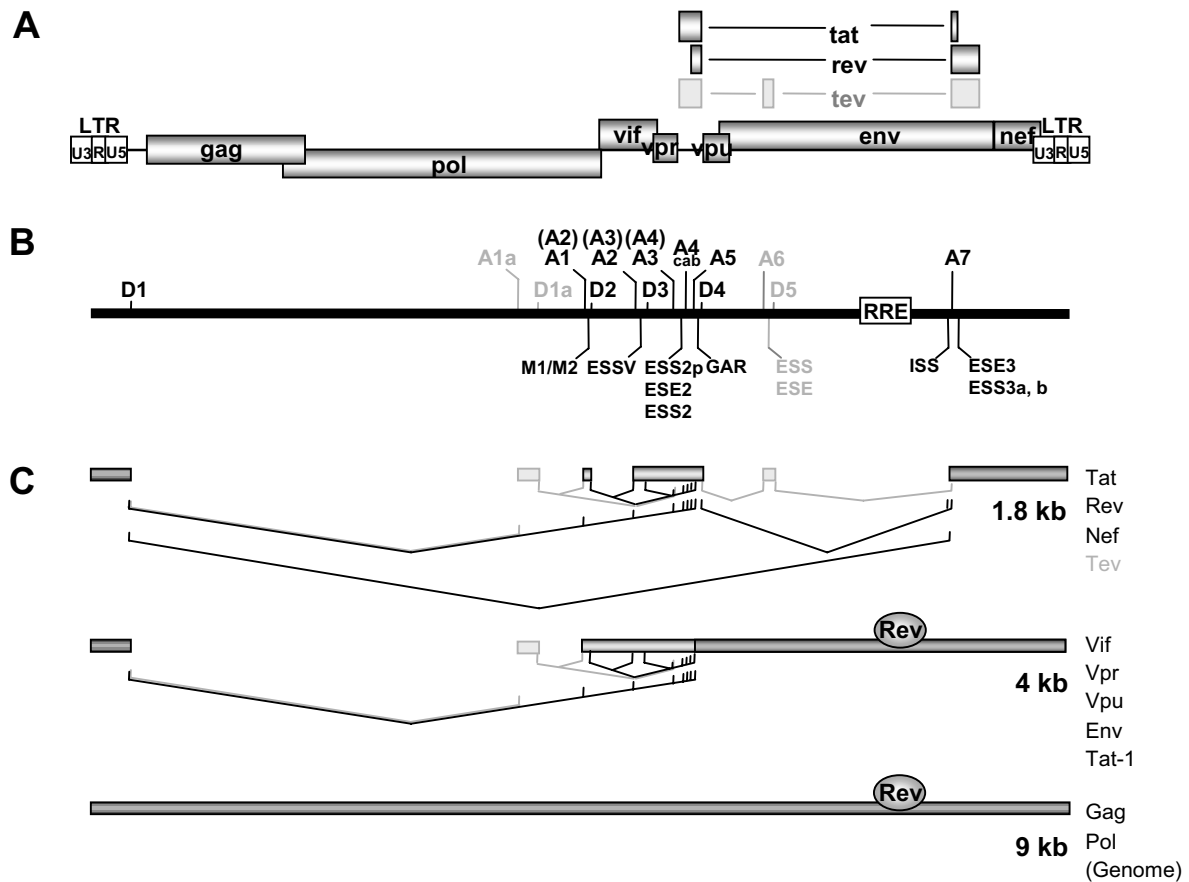 A
tat
rev
tev
LTR
U3 R U5
gag
pol
vif
vpr
vpu
env
nef
LTR
U3 R U5
B
(A2) (A3) (A4)
A1a A1 A2 A3 A4cab A5 A6 A7
D1 D1a D2 D3 D4 D5
RRE
M1/M2 ESSV ESS2p GAR ESS ISS ESE3
ESE2 ESE ESS3a, b
ESS2
C
Tat
1.8 kb Rev
Nef
Tev
Rev
Vif
4 kb Vpr
Vpu
Env
Tat-1
Rev
Gag
9 kb Pol
(Genome)